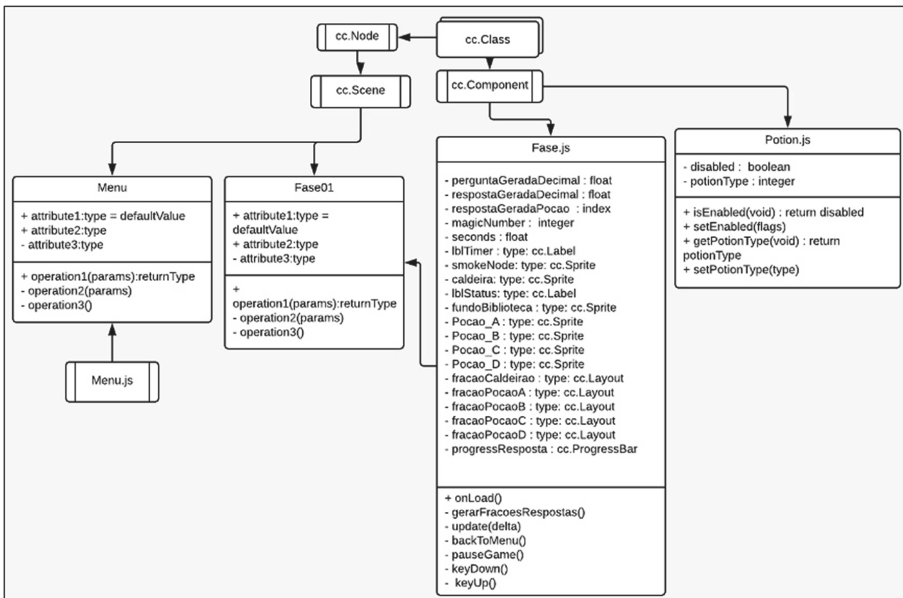 cc.Node
cc.Class
cc.Scene
cc.Component
Menu
+ attribute1:type = defaultValue
+ attribute2:type
- attribute3:type
+ operation1(params):returnType
- operation2(params)
- operation3()
Menu.js
Fase01
+ attribute1:type =
defaultValue
+ attribute2:type
- attribute3:type
+
operation1(params):returnType
- operation2(params)
- operation3()
Fase.js
- perguntaGeradaDecimal : float
- respostaGeradaDecimal : float
- respostaGeradaPocao : index
- magicNumber : integer
- seconds : float
- lblTimer : type: cc.Label
- smokeNode: type: cc.Sprite
- caldeira: type: cc.Sprite
- lblStatus: type: cc.Label
- fundoBiblioteca : type: cc.Sprite
- Pocao_A : type: cc.Sprite
- Pocao_B : type: cc.Sprite
- Pocao_C : type: cc.Sprite
- Pocao_D : type: cc.Sprite
- fracaoCaldeirao : type: cc.Layout
- fracaoPocaoA : type: cc.Layout
- fracaoPocaoB : type: cc.Layout
- fracaoPocaoC : type: cc.Layout
- fracaoPocaoD : type: cc.Layout
- progressResposta : cc.ProgressBar
+ onLoad()
- gerarFracoesRespostas()
- update(delta)
- backToMenu()
- pauseGame()
- keyDown()
- keyUp()
Potion.js
- disabled : boolean
- potionType : integer
+ isEnabled(void) : return disabled
+ setEnabled(flags)
+ getPotionType(void) : return
potionType
+ setPotionType(type)